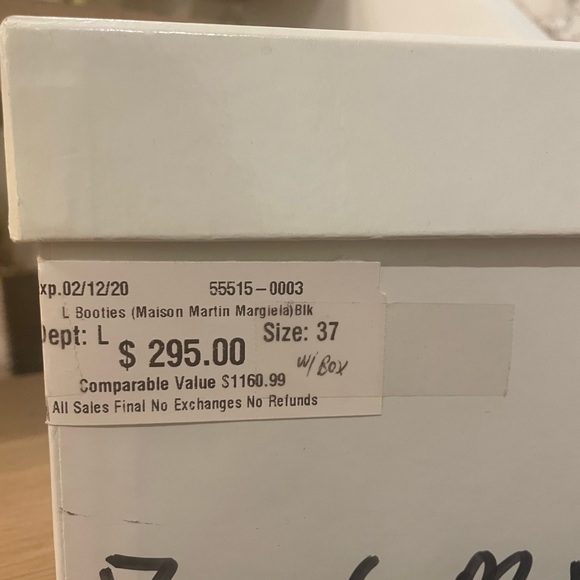 xp.02/12/20 55515-0003
L Booties (Maison Martin Margiela)Blk
Dept: L Size: 37
$ 295.00 W/ BOX
Comparable Value $1160.99
All Sales Final No Exchanges No Refunds